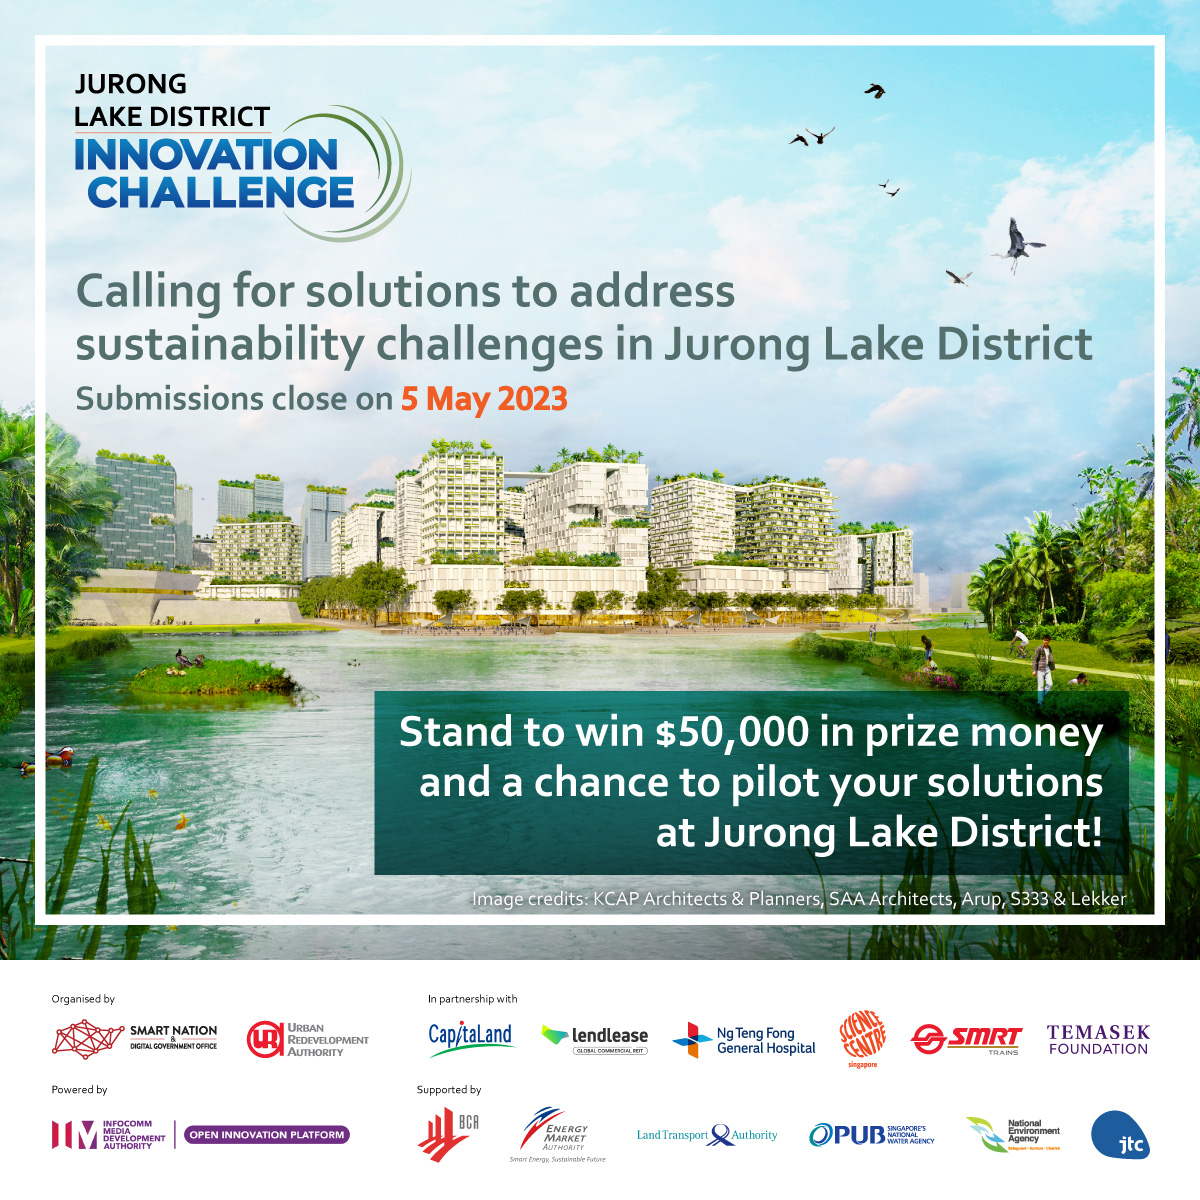 JURONG
LAKE DISTRICT
INNOVATION
CHALLENGE
Calling for solutions to address
sustainability challenges in Jurong Lake District
Submissions close on 5 May 2023
Stand to win $50,000 in prize money
and a chance to pilot your solutions
at Jurong Lake District!
Image credits: KCAP Architects & Planners, SAA Architects, Arup, S333 & Lekker
Organised by
SMART NATION
&
DIGITAL GOVERNMENT OFFICE
URA
URBAN
REDEVELOPMENT
AUTHORITY
In partnership with
CapitaLand
lendlease
GLOBAL COMMERCIAL REIT
Ng Teng Fong
General Hospital
SCIENCE
CENTRE
singapore
SMRT
TRAINS
TEMASEK
FOUNDATION
Powered by
IM
INFOCOMM
MEDIA
DEVELOPMENT
AUTHORITY
OPEN INNOVATION PLATFORM
Supported by
BCA
ENERGY
MARKET
AUTHORITY
Smart Energy, Sustainable Future
Land Transport Authority
PUB SINGAPORE'S
NATIONAL
WATER AGENCY
National
Environment
Agency
Safeguard • Nurture • Cherish
jtc